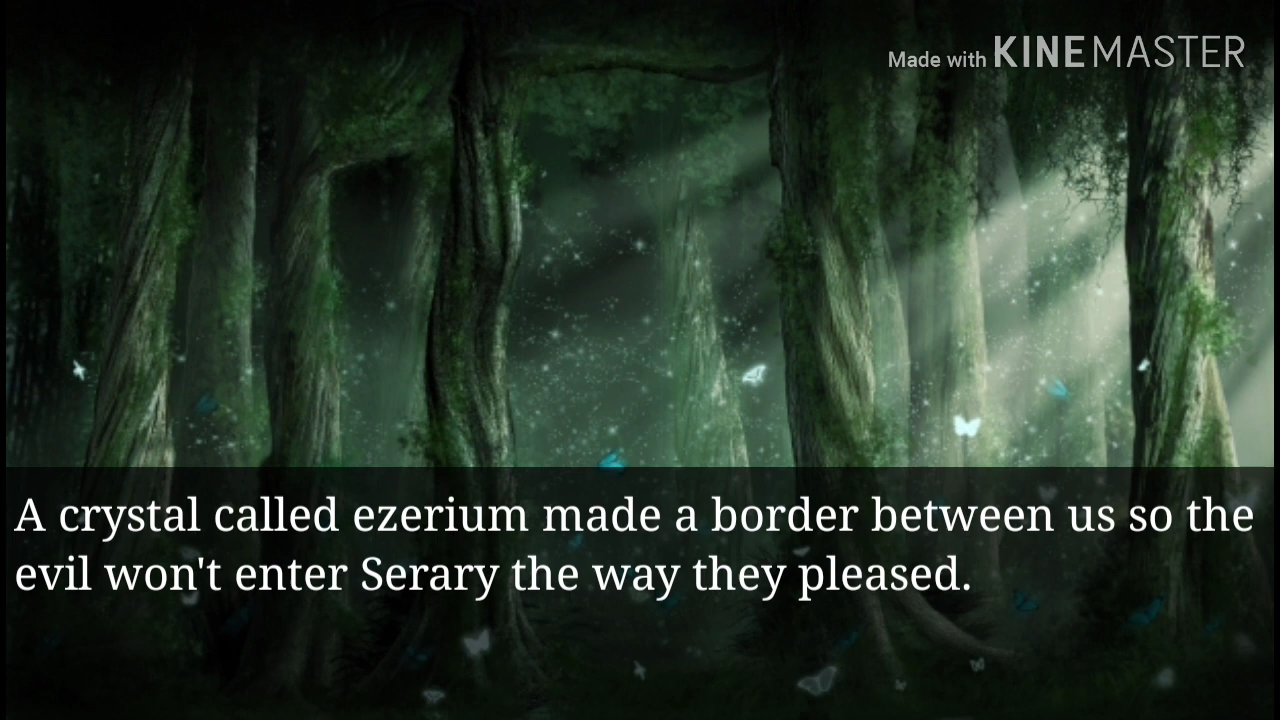 Made with KINEMASTER
A crystal called ezerium made a border between us so the
evil won't enter Serary the way they pleased.